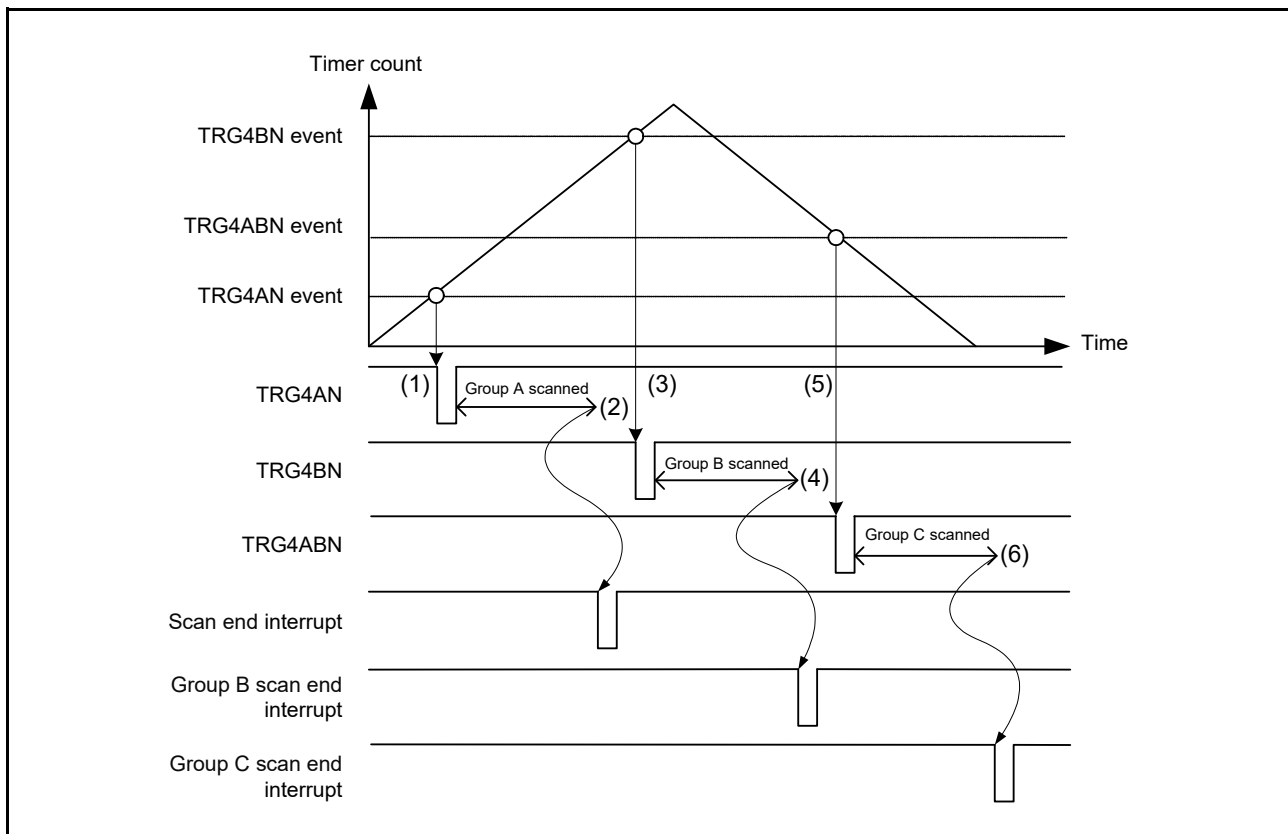 Timer count
TRG4BN event
TRG4ABN event
TRG4AN event
Time
(1)
(3)
(5)
TRG4AN
Group A scanned
(2)
TRG4BN
Group B scanned
(4)
TRG4ABN
Group C scanned
(6)
Scan end interrupt
Group B scan end
interrupt
Group C scan end
interrupt